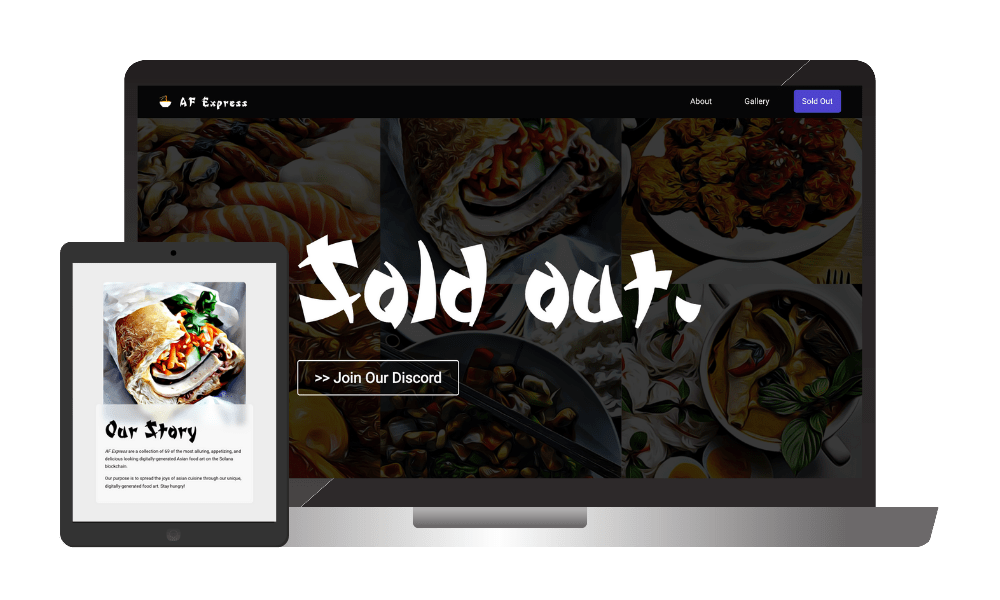 AF Express
About
Gallery
Sold Out
Sold out.
>> Join Our Discord
Our Story
AF Express are a collection of 69 of the most alluring, appetizing, and
delicious looking digitally-generated Asian food art on the Solana
blockchain.
Our purpose is to spread the joys of asian cuisine through our unique,
digitally-generated food art. Stay hungry!